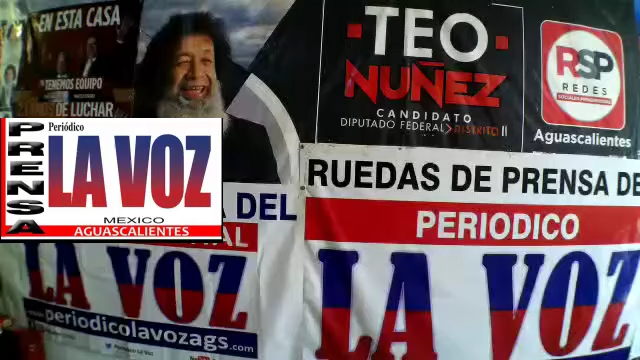 EN ESTA CASA
TENEMOS EQUIPO
DE LUCHAR
TEO
NUÑEZ
CANDIDATO
DIPUTADO FEDERAL>DISTRITO II
RSP
REDES
Aguascalientes
PRENSA
Periódico
LA VOZ
MEXICO
AGUASCALIENTES
DEL
LA VOZ
www.periodicolavozags.com
RUEDAS DE PRENSA DE
PERIODICO
LA VOZ